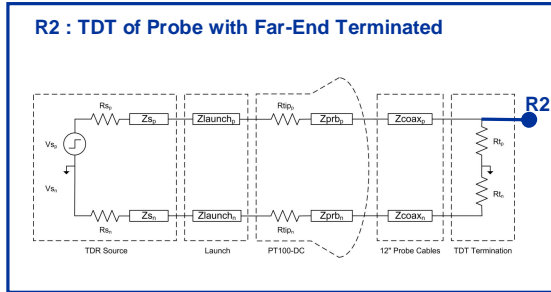 R2 : TDT of Probe with Far-End Terminated
R2
Rsp Zsp Zlaunchp Rtipp Zprbp Zcoaxp
Rtp
Vsp
Vsn
Rtn
Rsn Zsn Zlaunchn Rtipn Zprbn Zcoaxn
TDR Source Launch PT100-DC 12" Probe Cables TDT Termination